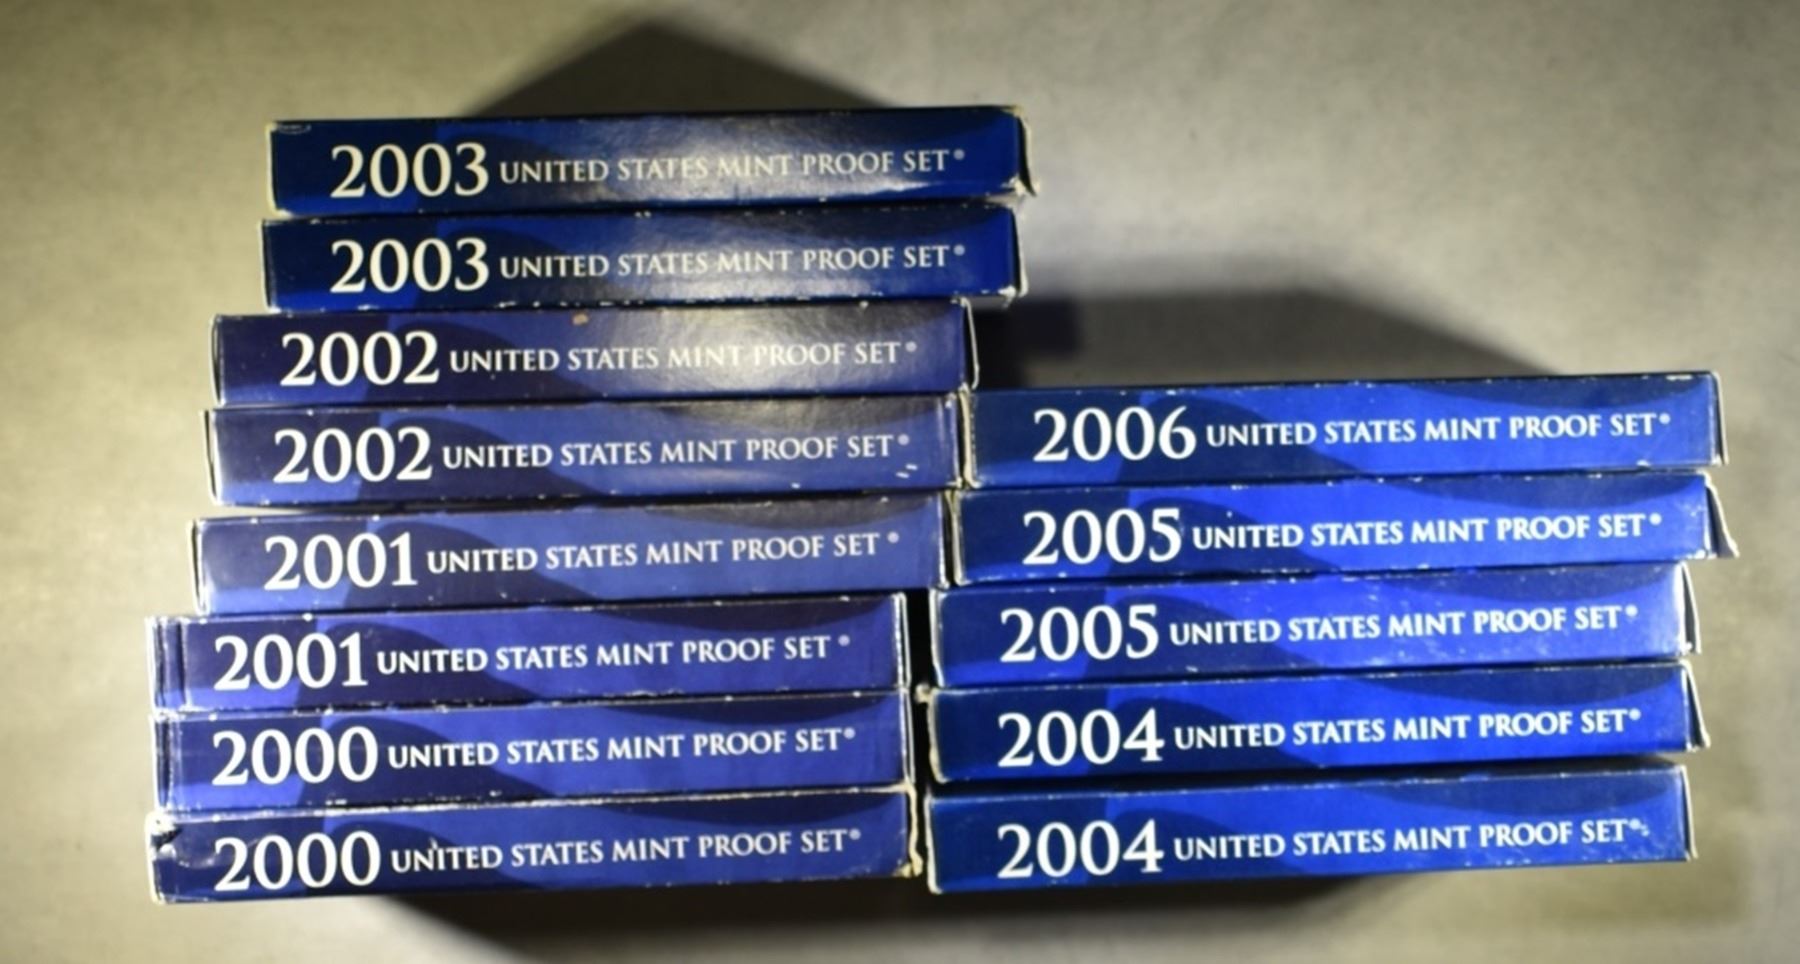 2003 UNITED STATES MINT PROOF SET®
2003 UNITED STATES MINT PROOF SET®
2002 UNITED STATES MINT PROOF SET®
2002 UNITED STATES MINT PROOF SET®
2001 UNITED STATES MINT PROOF SET®
2001 UNITED STATES MINT PROOF SET®
2000 UNITED STATES MINT PROOF SET®
2000 UNITED STATES MINT PROOF SET®
2006 UNITED STATES MINT PROOF SET®
2005 UNITED STATES MINT PROOF SET®
2005 UNITED STATES MINT PROOF SET®
2004 UNITED STATES MINT PROOF SET®
2004 UNITED STATES MINT PROOF SET®